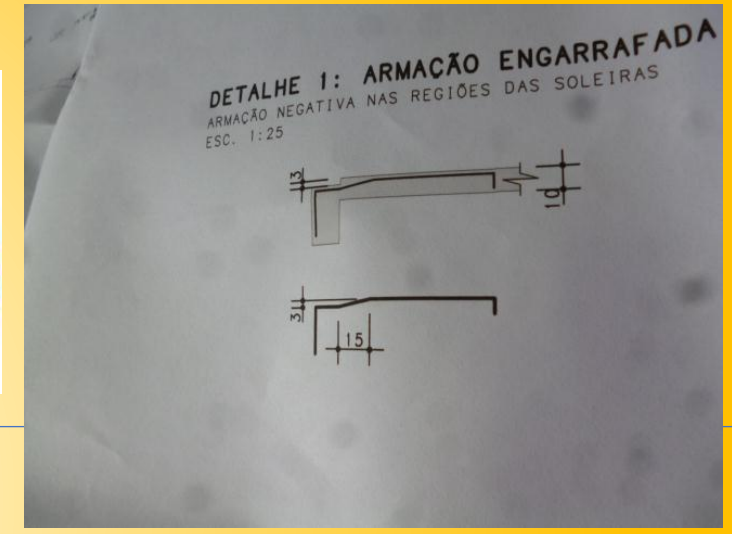 DETALHE 1: ARMAÇÃO ENGARRAFADA
ARMAÇÃO NEGATIVA NAS REGIÕES DAS SOLEIRAS
ESC. 1:25
3
10
3
15